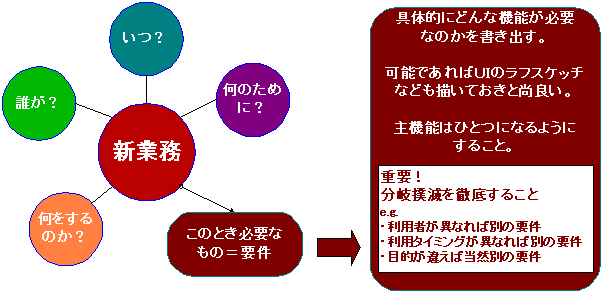 いつ？
誰が？
何のため
に？
新業務
何をする
のか？
このとき必要な
もの＝要件
具体的にどんな機能が必要
なのかを書き出す。
可能であればUIのラフスケッチ
なども描いておきと尚良い。
主機能はひとつになるように
すること。
重要！
分岐撲滅を徹底すること
e.g.
・利用者が異なれば別の要件
・利用タイミングが異なれば別の要件
・目的が違えば当然別の要件